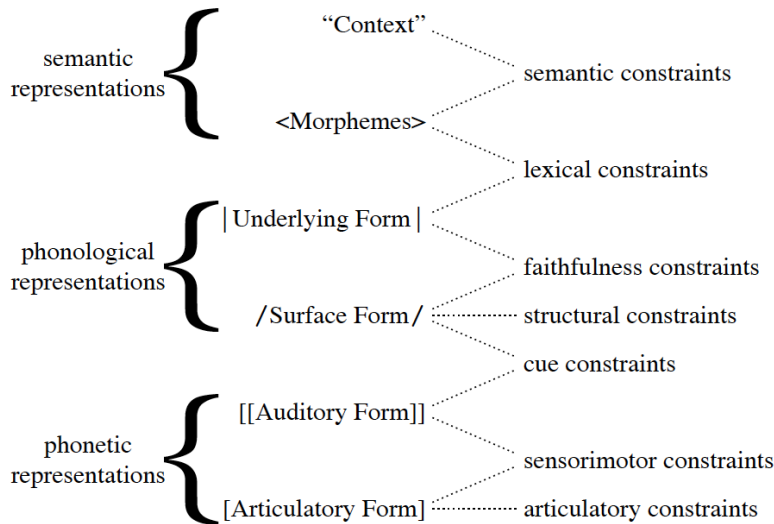 semantic
representations
“Context”
semantic constraints
<Morphemes>
lexical constraints
phonological
representations
|Underlying Form|
faithfulness constraints
/Surface Form/
structural constraints
cue constraints
phonetic
representations
[[Auditory Form]]
sensorimotor constraints
[Articulatory Form]
articulatory constraints